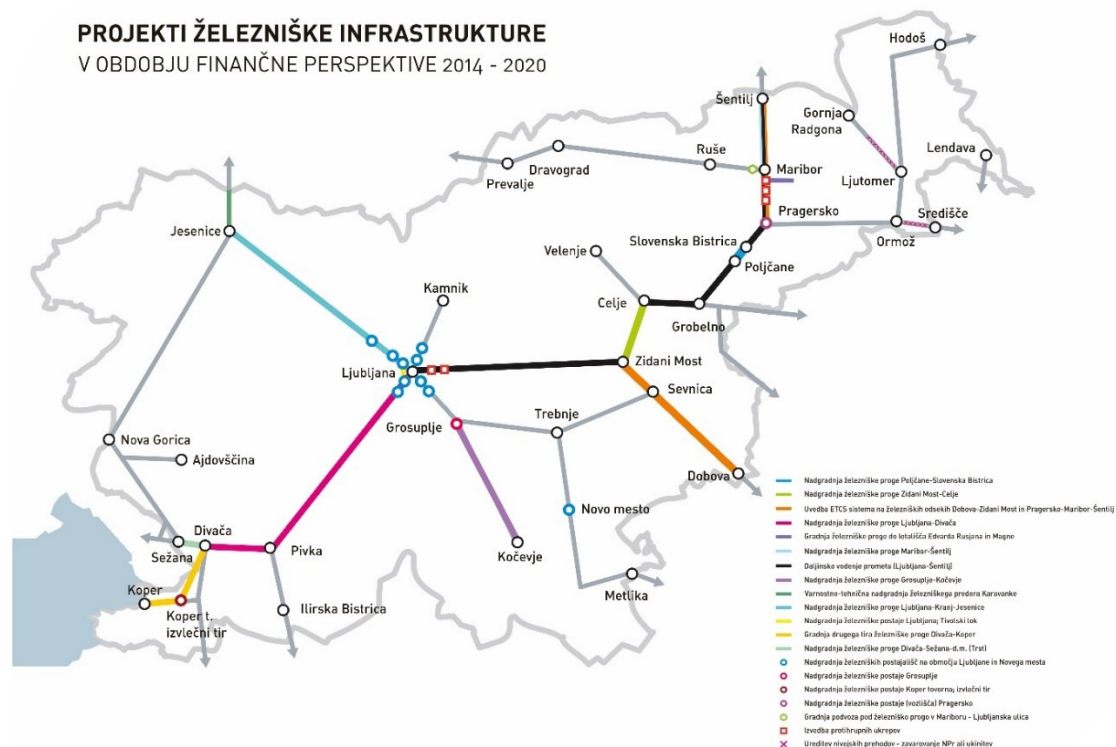 PROJEKTI ŽELEZNIŠKE INFRASTRUKTURE
V OBDOBJU FINANČNE PERSPEKTIVE 2014 - 2020
Hodoš
Šentilj
Gornja
Radgona
Lendava
Ruše
Dravograd
Prevalje
Maribor
Ljutomer
Pragersko
Središče
Ormož
Jesenice
Slovenska Bistrica
Velenje
Poljčane
Kamnik
Celje
Grobelno
Ljubljana
Zidani Most
Sevnica
Trebnje
Grosuplje
Nova Gorica
Ajdovščina
Dobova
Novo mesto
Divača
Sežana
Pivka
Kočevje
Metlika
Koper
Koper t.
izvlečni tir
Ilirska Bistrica
Nadgradnja železniške proge Poljčane-Slovenska Bistrica
Nadgradnja železniške proge Zidani Most-Celje
Uvedba ETCS sistema na železniških odsekih Dobova-Zidani Most in Pragersko-Maribor-Šentilj
Nadgradnja železniške proge Ljubljana-Divača
Gradnja železniške proge do letališča Edvarda Rusjana in Magne
Nadgradnja železniške proge Maribor-Šentilj
Daljinsko vodenje prometa (Ljubljana-Šentilj)
Nadgradnja železniške proge Grosuplje-Kočevje
Varnostno-tehnična nadgradnja železniškega predora Karavanke
Nadgradnja železniške proge Ljubljana-Kranj-Jesenice
Nadgradnja železniške postaje Ljubljana; Tivolski lok
Gradnja drugega tira železniške proge Divača-Koper
Nadgradnja železniške proge Divača-Sežana-d.m. (Trst)
Nadgradnja železniških postajališč na območju Ljubljane in Novega mesta
Nadgradnja železniške postaje Grosuplje
Nadgradnja železniške postaje Koper tovorna; izvlečni tir
Nadgradnja železniške postaje (vozlišča) Pragersko
Gradnja podvoza pod železniško progo v Mariboru - Ljubljanska ulica
Izvedba protihrupnih ukrepov
Ureditev nivojskih prehodov - zavarovanje NPr ali ukinitev